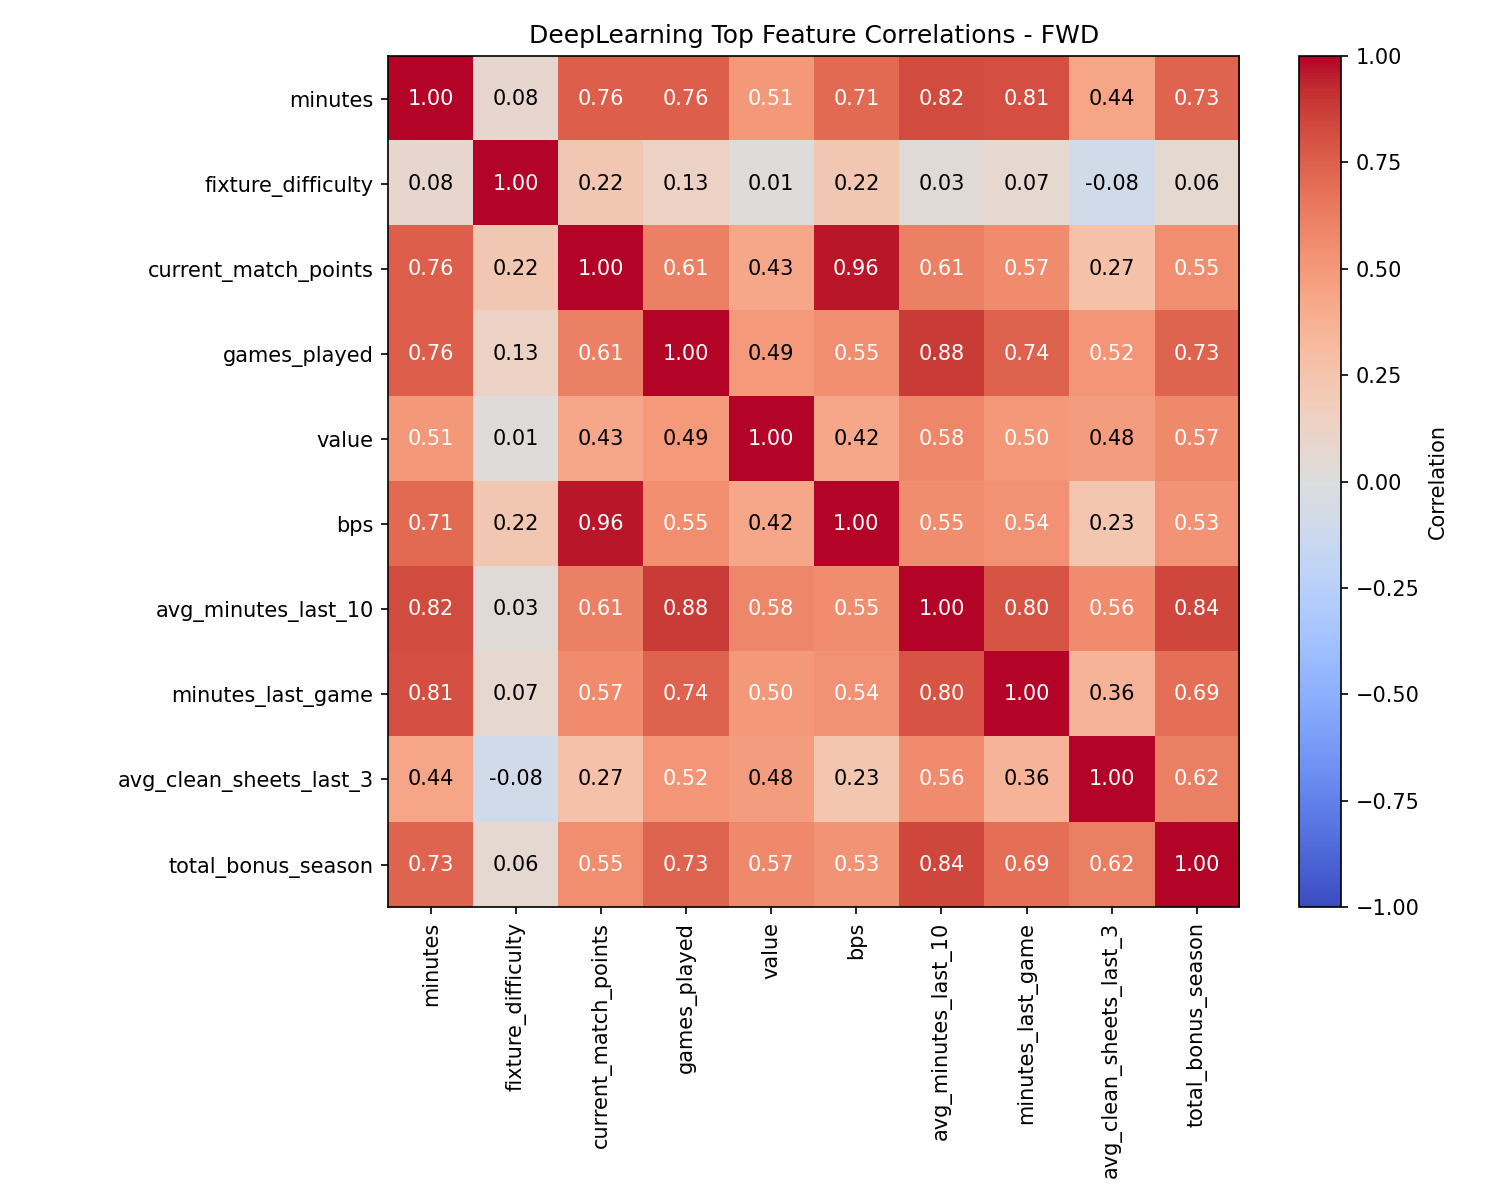 DeepLearning Top Feature Correlations - FWD
minutes 1.00 0.08 0.76 0.76 0.51 0.71 0.82 0.81 0.44 0.73
fixture_difficulty 0.08 1.00 0.22 0.13 0.01 0.22 0.03 0.07 -0.08 0.06
current_match_points 0.76 0.22 1.00 0.61 0.43 0.96 0.61 0.57 0.27 0.55
games_played 0.76 0.13 0.61 1.00 0.49 0.55 0.88 0.74 0.52 0.73
value 0.51 0.01 0.43 0.49 1.00 0.42 0.58 0.50 0.48 0.57
bps 0.71 0.22 0.96 0.55 0.42 1.00 0.55 0.54 0.23 0.53
avg_minutes_last_10 0.82 0.03 0.61 0.88 0.58 0.55 1.00 0.80 0.56 0.84
minutes_last_game 0.81 0.07 0.57 0.74 0.50 0.54 0.80 1.00 0.36 0.69
avg_clean_sheets_last_3 0.44 -0.08 0.27 0.52 0.48 0.23 0.56 0.36 1.00 0.62
total_bonus_season 0.73 0.06 0.55 0.73 0.57 0.53 0.84 0.69 0.62 1.00
minutes
fixture_difficulty
current_match_points
games_played
value
bps
avg_minutes_last_10
minutes_last_game
avg_clean_sheets_last_3
total_bonus_season
1.00
0.75
0.50
0.25
0.00
−0.25
−0.50
−0.75
−1.00
Correlation